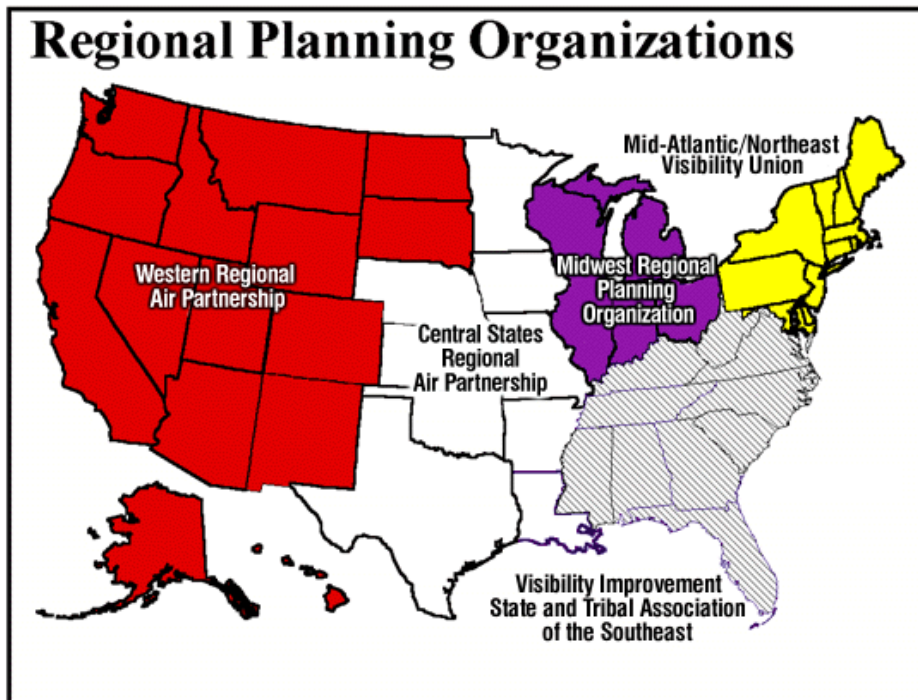 Regional Planning Organizations
Mid-Atlantic/Northeast
Visibility Union
Western Regional
Air Partnership
Midwest Regional
Planning
Organization
Central States
Regional
Air Partnership
Visibility Improvement
State and Tribal Association
of the Southeast